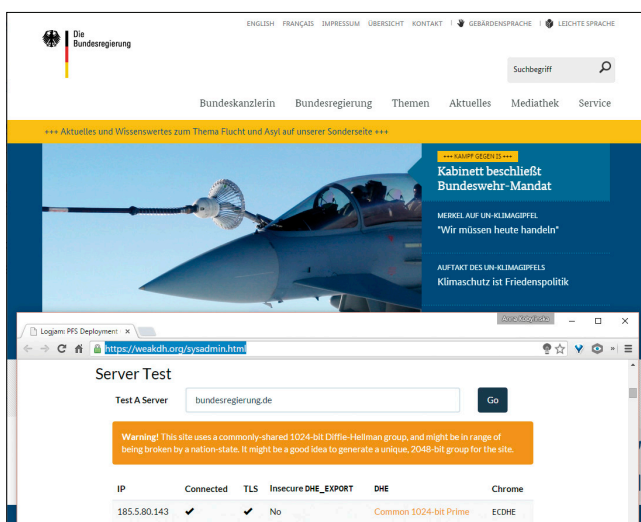 ENGLISH FRANÇAIS IMPRESSUM ÜBERSICHT KONTAKT GEBÄRDENSPRACHE LEICHTE SPRACHE
Die
Bundesregierung
Suchbegriff
Bundeskanzlerin Bundesregierung Themen Aktuelles Mediathek Service
+++ Aktuelles und Wissenswertes zum Thema Flucht und Asyl auf unserer Sonderseite +++
+++ KAMPF GEGEN IS +++
Kabinett beschließt
Bundeswehr-Mandat
MERKEL AUF UN-KLIMAGIPFEL
"Wir müssen heute handeln"
AUFTAKT DES UN-KLIMAGIPFELS
Klimaschutz ist Friedenspolitik
Logjam: PFS Deployment
https://weakdh.org/sysadmin.html
Server Test
Test A Server bundesregierung.de Go
Warning! This site uses a commonly-shared 1024-bit Diffie-Hellman group, and might be in range of
being broken by a nation-state. It might be a good idea to generate a unique, 2048-bit group for the site.
IP Connected TLS Insecure DHE_EXPORT DHE Chrome
185.5.80.143 ✔ ✔ No Common 1024-bit Prime ECDHE